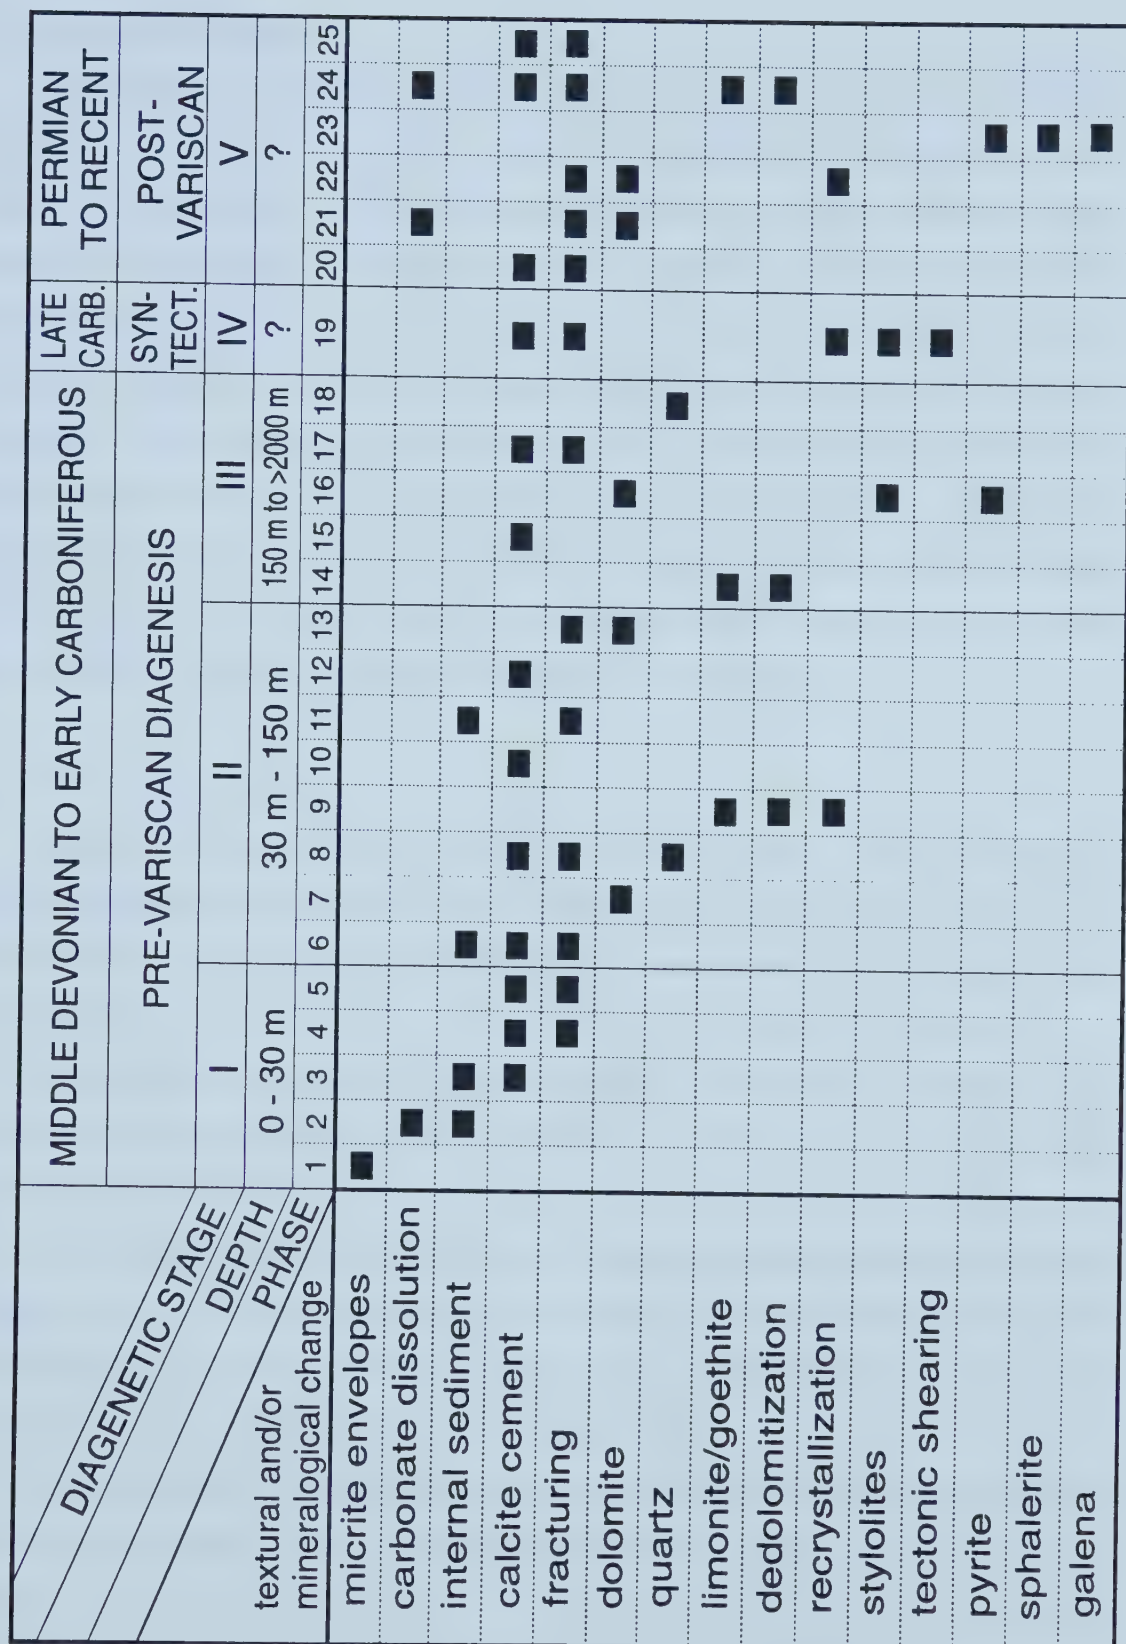 MIDDLE DEVONIAN TO EARLY CARBONIFEROUS
LATE
CARB.
PERMIAN
TO RECENT
PRE-VARISCAN DIAGENESIS
SYN-
TECT.
POST-
VARISCAN
DIAGENETIC STAGE
I
II
III
IV
V
DEPTH
0 - 30 m
30 m - 150 m
150 m to >2000 m
?
?
PHASE
1 2 3 4 5 6 7 8 9 10 11 12 13 14 15 16 17 18 19 20 21 22 23 24 25
textural and/or
mineralogical change
micrite envelopes
carbonate dissolution
internal sediment
calcite cement
fracturing
dolomite
quartz
limonite/goethite
dedolomitization
recrystallization
stylolites
tectonic shearing
pyrite
sphalerite
galena